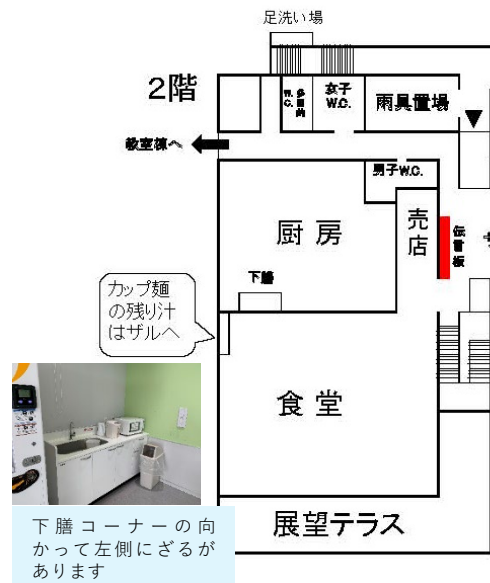 足洗い場
2階
W.C.
多目的
女子
W.C.
雨具置場
教室棟へ
男子W.C.
売店
伝言板
厨房
下膳
カップ麺
の残り汁
はザルへ
食堂
展望テラス
下膳コーナーの向
かって左側にざるが
あります